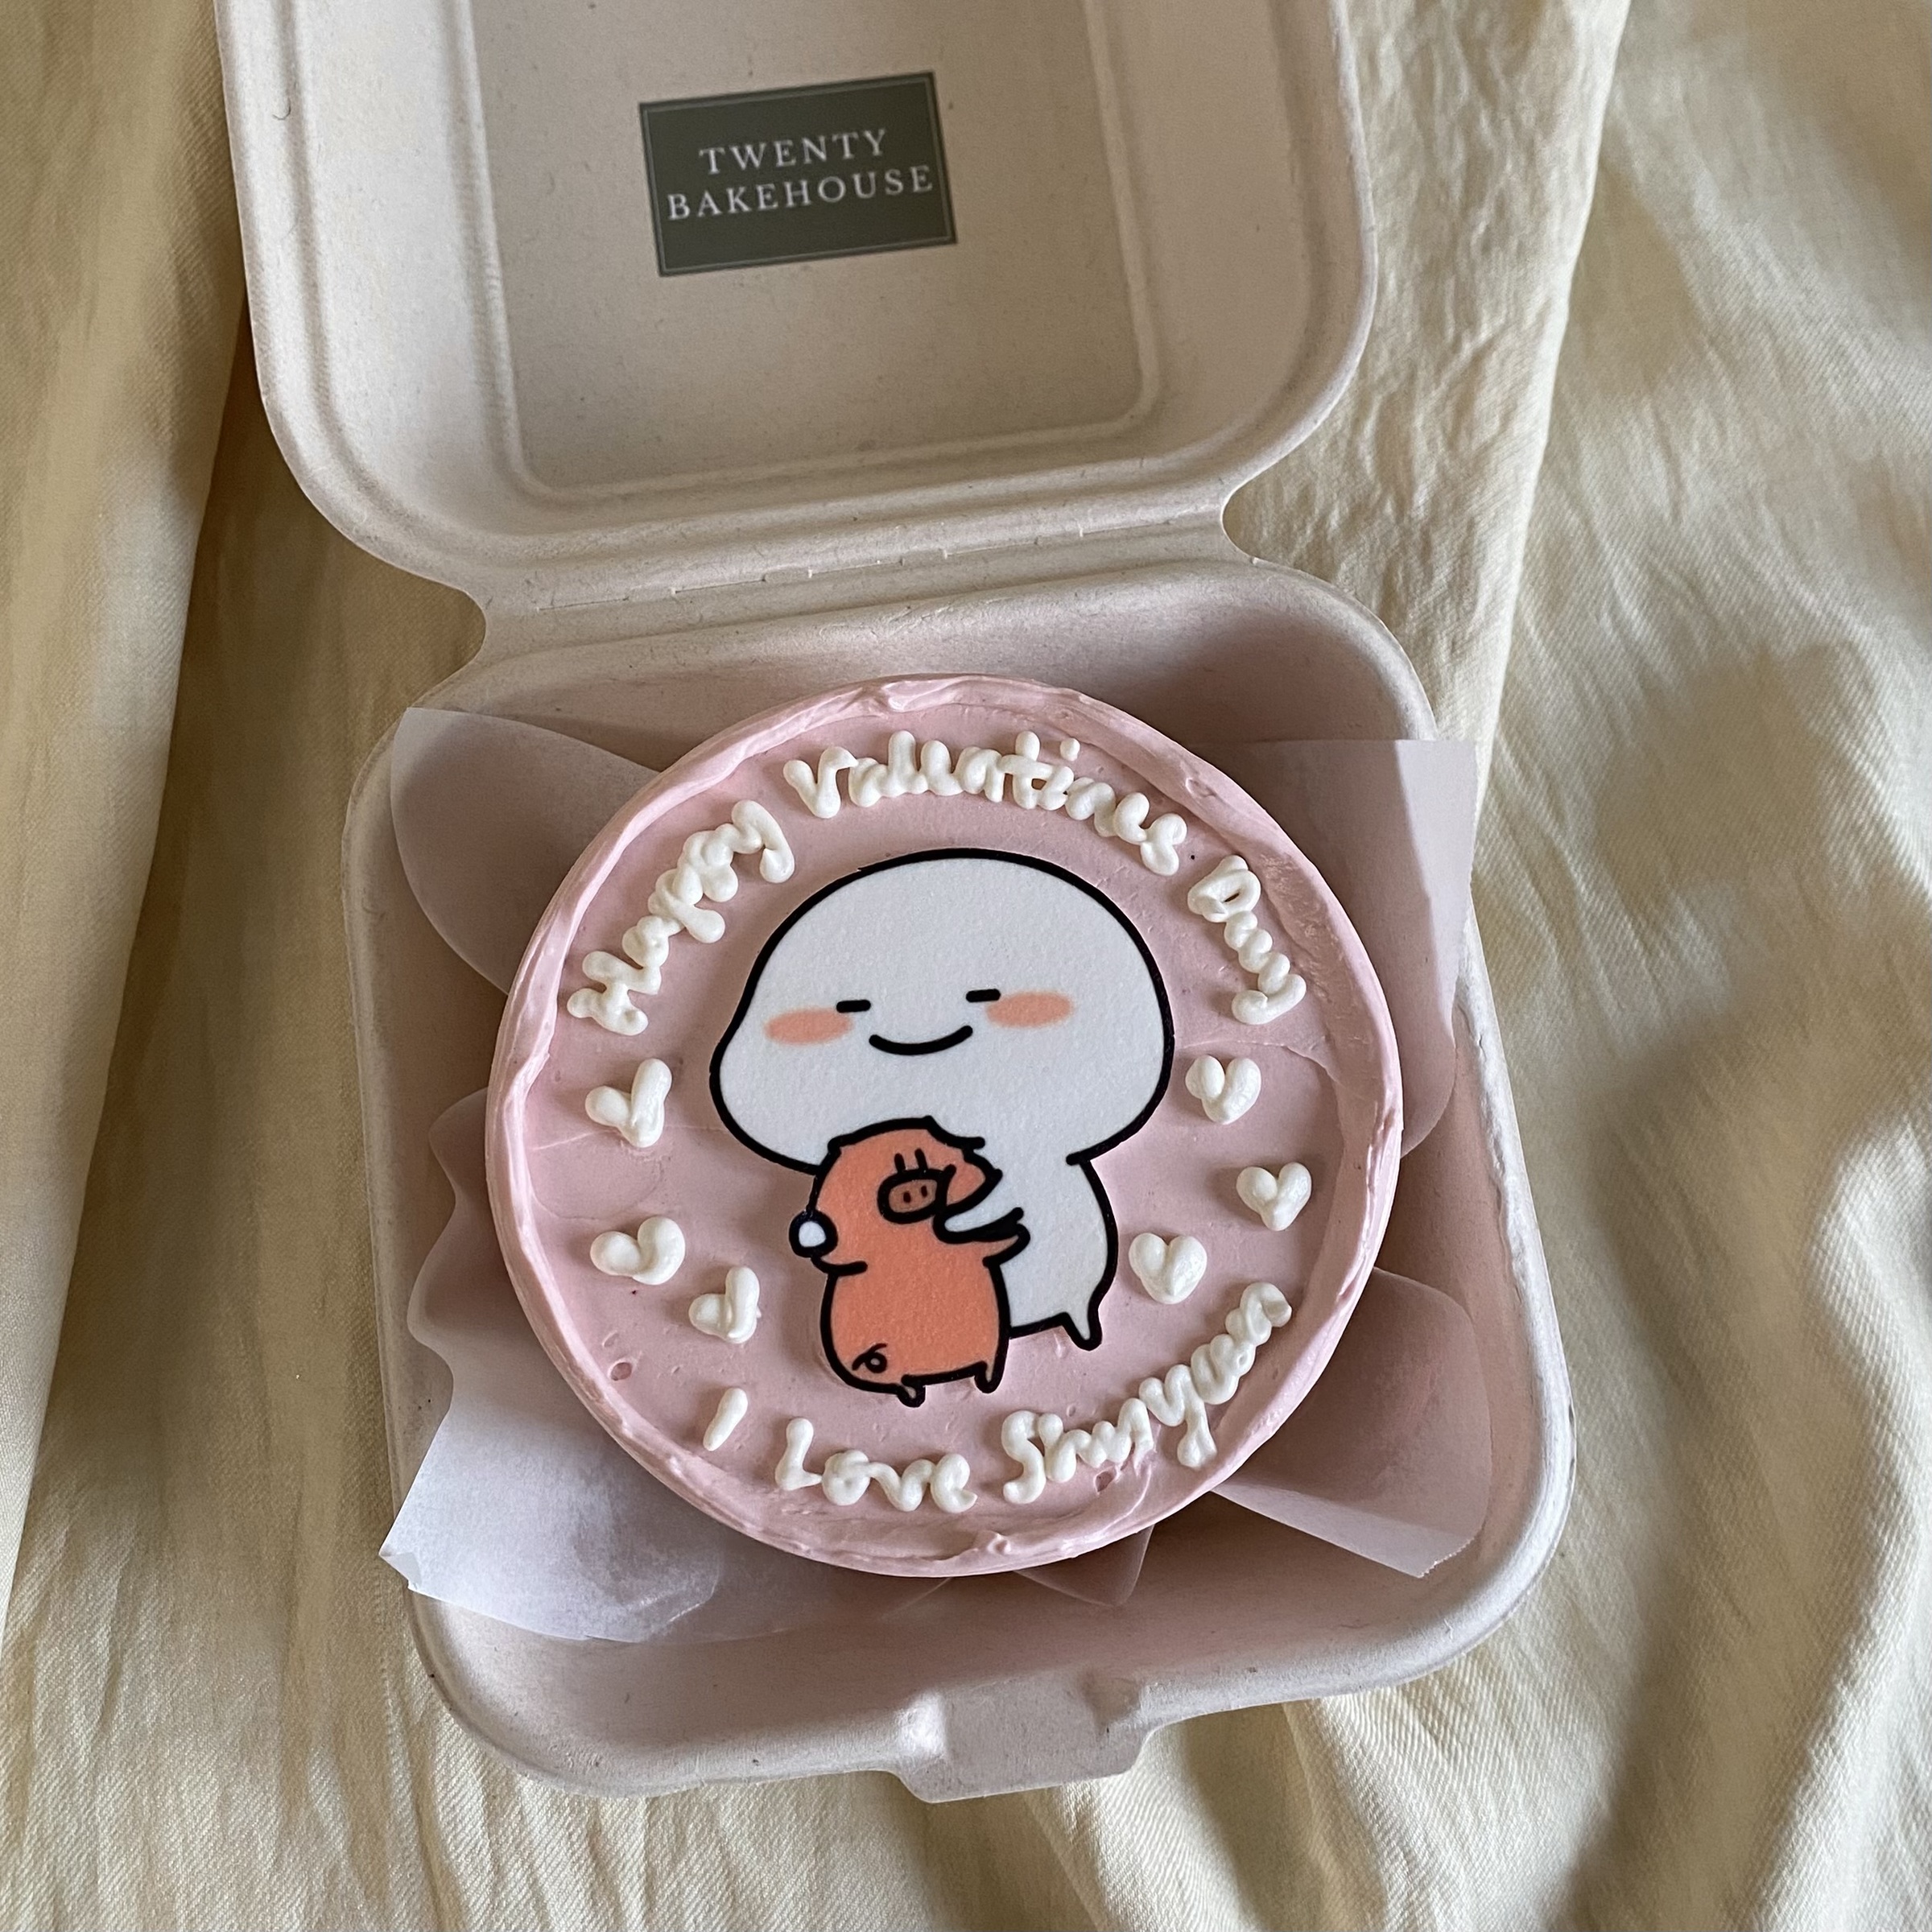 TWENTY
BAKEHOUSE
Happy Valentines Day
I Love Shuyuan